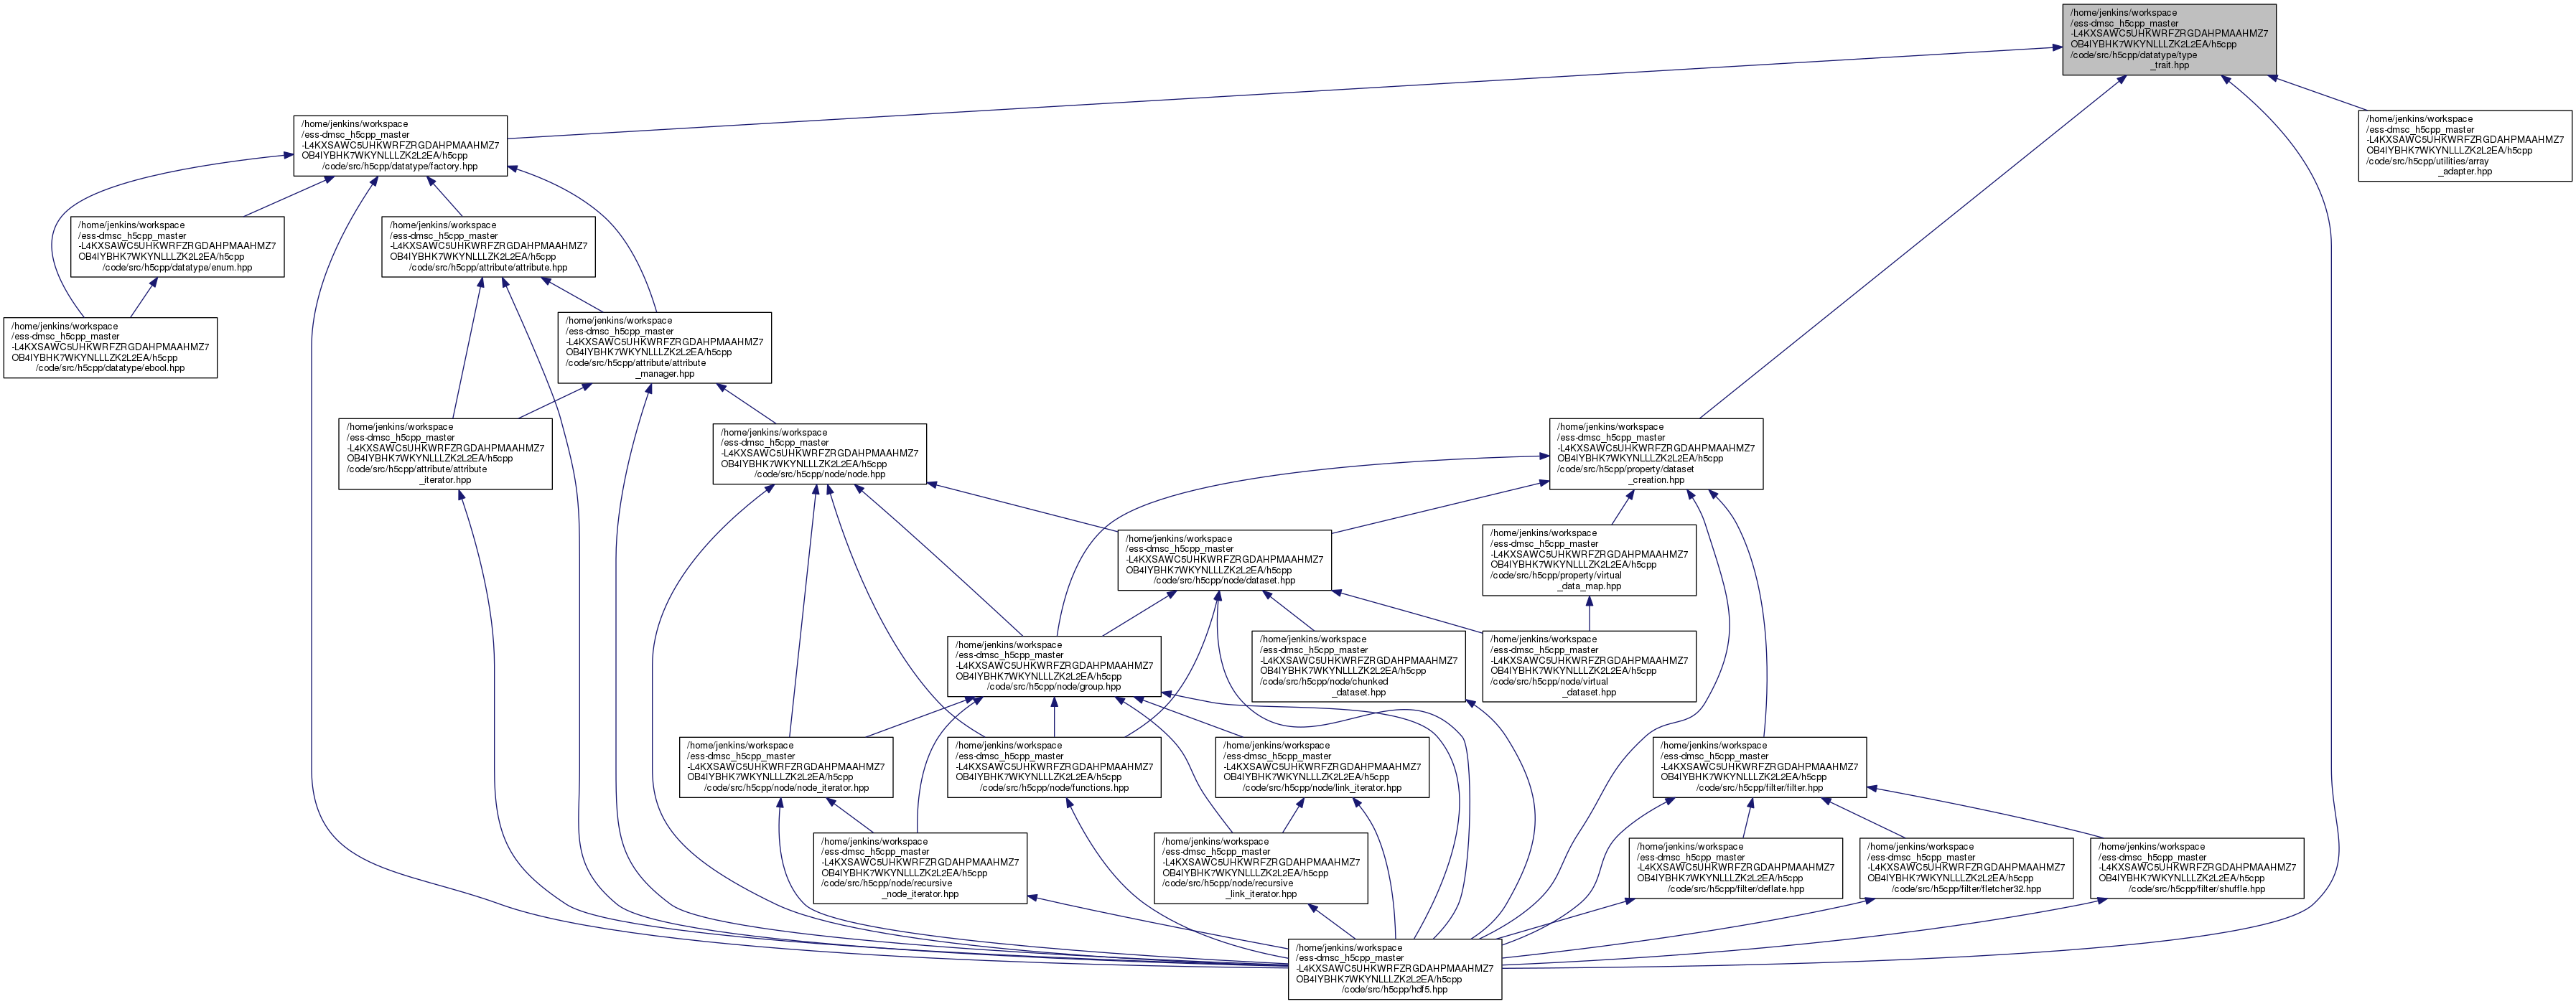 /home/jenkins/workspace
/ess-dmsc_h5cpp_master
-L4KXSAWC5UHKWRFZRGDAHPMAAHMZ7
OB4IYBHK7WKYNLLLZK2L2EA/h5cpp
/code/src/h5cpp/datatype/type
_trait.hpp
/home/jenkins/workspace
/ess-dmsc_h5cpp_master
-L4KXSAWC5UHKWRFZRGDAHPMAAHMZ7
OB4IYBHK7WKYNLLLZK2L2EA/h5cpp
/code/src/h5cpp/utilities/array
_adapter.hpp
/home/jenkins/workspace
/ess-dmsc_h5cpp_master
-L4KXSAWC5UHKWRFZRGDAHPMAAHMZ7
OB4IYBHK7WKYNLLLZK2L2EA/h5cpp
/code/src/h5cpp/datatype/factory.hpp
/home/jenkins/workspace
/ess-dmsc_h5cpp_master
-L4KXSAWC5UHKWRFZRGDAHPMAAHMZ7
OB4IYBHK7WKYNLLLZK2L2EA/h5cpp
/code/src/h5cpp/datatype/enum.hpp
/home/jenkins/workspace
/ess-dmsc_h5cpp_master
-L4KXSAWC5UHKWRFZRGDAHPMAAHMZ7
OB4IYBHK7WKYNLLLZK2L2EA/h5cpp
/code/src/h5cpp/attribute/attribute.hpp
/home/jenkins/workspace
/ess-dmsc_h5cpp_master
-L4KXSAWC5UHKWRFZRGDAHPMAAHMZ7
OB4IYBHK7WKYNLLLZK2L2EA/h5cpp
/code/src/h5cpp/datatype/ebool.hpp
/home/jenkins/workspace
/ess-dmsc_h5cpp_master
-L4KXSAWC5UHKWRFZRGDAHPMAAHMZ7
OB4IYBHK7WKYNLLLZK2L2EA/h5cpp
/code/src/h5cpp/attribute/attribute
_manager.hpp
/home/jenkins/workspace
/ess-dmsc_h5cpp_master
-L4KXSAWC5UHKWRFZRGDAHPMAAHMZ7
OB4IYBHK7WKYNLLLZK2L2EA/h5cpp
/code/src/h5cpp/attribute/attribute
_iterator.hpp
/home/jenkins/workspace
/ess-dmsc_h5cpp_master
-L4KXSAWC5UHKWRFZRGDAHPMAAHMZ7
OB4IYBHK7WKYNLLLZK2L2EA/h5cpp
/code/src/h5cpp/node/node.hpp
/home/jenkins/workspace
/ess-dmsc_h5cpp_master
-L4KXSAWC5UHKWRFZRGDAHPMAAHMZ7
OB4IYBHK7WKYNLLLZK2L2EA/h5cpp
/code/src/h5cpp/property/dataset
_creation.hpp
/home/jenkins/workspace
/ess-dmsc_h5cpp_master
-L4KXSAWC5UHKWRFZRGDAHPMAAHMZ7
OB4IYBHK7WKYNLLLZK2L2EA/h5cpp
/code/src/h5cpp/node/dataset.hpp
/home/jenkins/workspace
/ess-dmsc_h5cpp_master
-L4KXSAWC5UHKWRFZRGDAHPMAAHMZ7
OB4IYBHK7WKYNLLLZK2L2EA/h5cpp
/code/src/h5cpp/property/virtual
_data_map.hpp
/home/jenkins/workspace
/ess-dmsc_h5cpp_master
-L4KXSAWC5UHKWRFZRGDAHPMAAHMZ7
OB4IYBHK7WKYNLLLZK2L2EA/h5cpp
/code/src/h5cpp/node/group.hpp
/home/jenkins/workspace
/ess-dmsc_h5cpp_master
-L4KXSAWC5UHKWRFZRGDAHPMAAHMZ7
OB4IYBHK7WKYNLLLZK2L2EA/h5cpp
/code/src/h5cpp/node/chunked
_dataset.hpp
/home/jenkins/workspace
/ess-dmsc_h5cpp_master
-L4KXSAWC5UHKWRFZRGDAHPMAAHMZ7
OB4IYBHK7WKYNLLLZK2L2EA/h5cpp
/code/src/h5cpp/node/virtual
_dataset.hpp
/home/jenkins/workspace
/ess-dmsc_h5cpp_master
-L4KXSAWC5UHKWRFZRGDAHPMAAHMZ7
OB4IYBHK7WKYNLLLZK2L2EA/h5cpp
/code/src/h5cpp/node/node_iterator.hpp
/home/jenkins/workspace
/ess-dmsc_h5cpp_master
-L4KXSAWC5UHKWRFZRGDAHPMAAHMZ7
OB4IYBHK7WKYNLLLZK2L2EA/h5cpp
/code/src/h5cpp/node/functions.hpp
/home/jenkins/workspace
/ess-dmsc_h5cpp_master
-L4KXSAWC5UHKWRFZRGDAHPMAAHMZ7
OB4IYBHK7WKYNLLLZK2L2EA/h5cpp
/code/src/h5cpp/node/link_iterator.hpp
/home/jenkins/workspace
/ess-dmsc_h5cpp_master
-L4KXSAWC5UHKWRFZRGDAHPMAAHMZ7
OB4IYBHK7WKYNLLLZK2L2EA/h5cpp
/code/src/h5cpp/filter/filter.hpp
/home/jenkins/workspace
/ess-dmsc_h5cpp_master
-L4KXSAWC5UHKWRFZRGDAHPMAAHMZ7
OB4IYBHK7WKYNLLLZK2L2EA/h5cpp
/code/src/h5cpp/node/recursive
_node_iterator.hpp
/home/jenkins/workspace
/ess-dmsc_h5cpp_master
-L4KXSAWC5UHKWRFZRGDAHPMAAHMZ7
OB4IYBHK7WKYNLLLZK2L2EA/h5cpp
/code/src/h5cpp/node/recursive
_link_iterator.hpp
/home/jenkins/workspace
/ess-dmsc_h5cpp_master
-L4KXSAWC5UHKWRFZRGDAHPMAAHMZ7
OB4IYBHK7WKYNLLLZK2L2EA/h5cpp
/code/src/h5cpp/filter/deflate.hpp
/home/jenkins/workspace
/ess-dmsc_h5cpp_master
-L4KXSAWC5UHKWRFZRGDAHPMAAHMZ7
OB4IYBHK7WKYNLLLZK2L2EA/h5cpp
/code/src/h5cpp/filter/fletcher32.hpp
/home/jenkins/workspace
/ess-dmsc_h5cpp_master
-L4KXSAWC5UHKWRFZRGDAHPMAAHMZ7
OB4IYBHK7WKYNLLLZK2L2EA/h5cpp
/code/src/h5cpp/filter/shuffle.hpp
/home/jenkins/workspace
/ess-dmsc_h5cpp_master
-L4KXSAWC5UHKWRFZRGDAHPMAAHMZ7
OB4IYBHK7WKYNLLLZK2L2EA/h5cpp
/code/src/h5cpp/hdf5.hpp